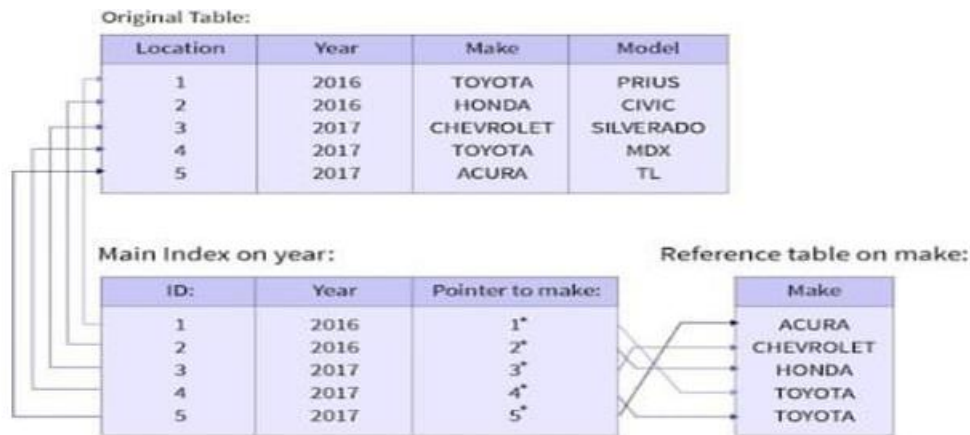 Original Table:
Location Year Make Model
1 2016 TOYOTA PRIUS
2 2016 HONDA CIVIC
3 2017 CHEVROLET SILVERADO
4 2017 TOYOTA MDX
5 2017 ACURA TL
Main Index on year:
ID: Year Pointer to make:
1 2016 1*
2 2016 2*
3 2017 3*
4 2017 4*
5 2017 5*
Reference table on make:
Make
ACURA
CHEVROLET
HONDA
TOYOTA
TOYOTA